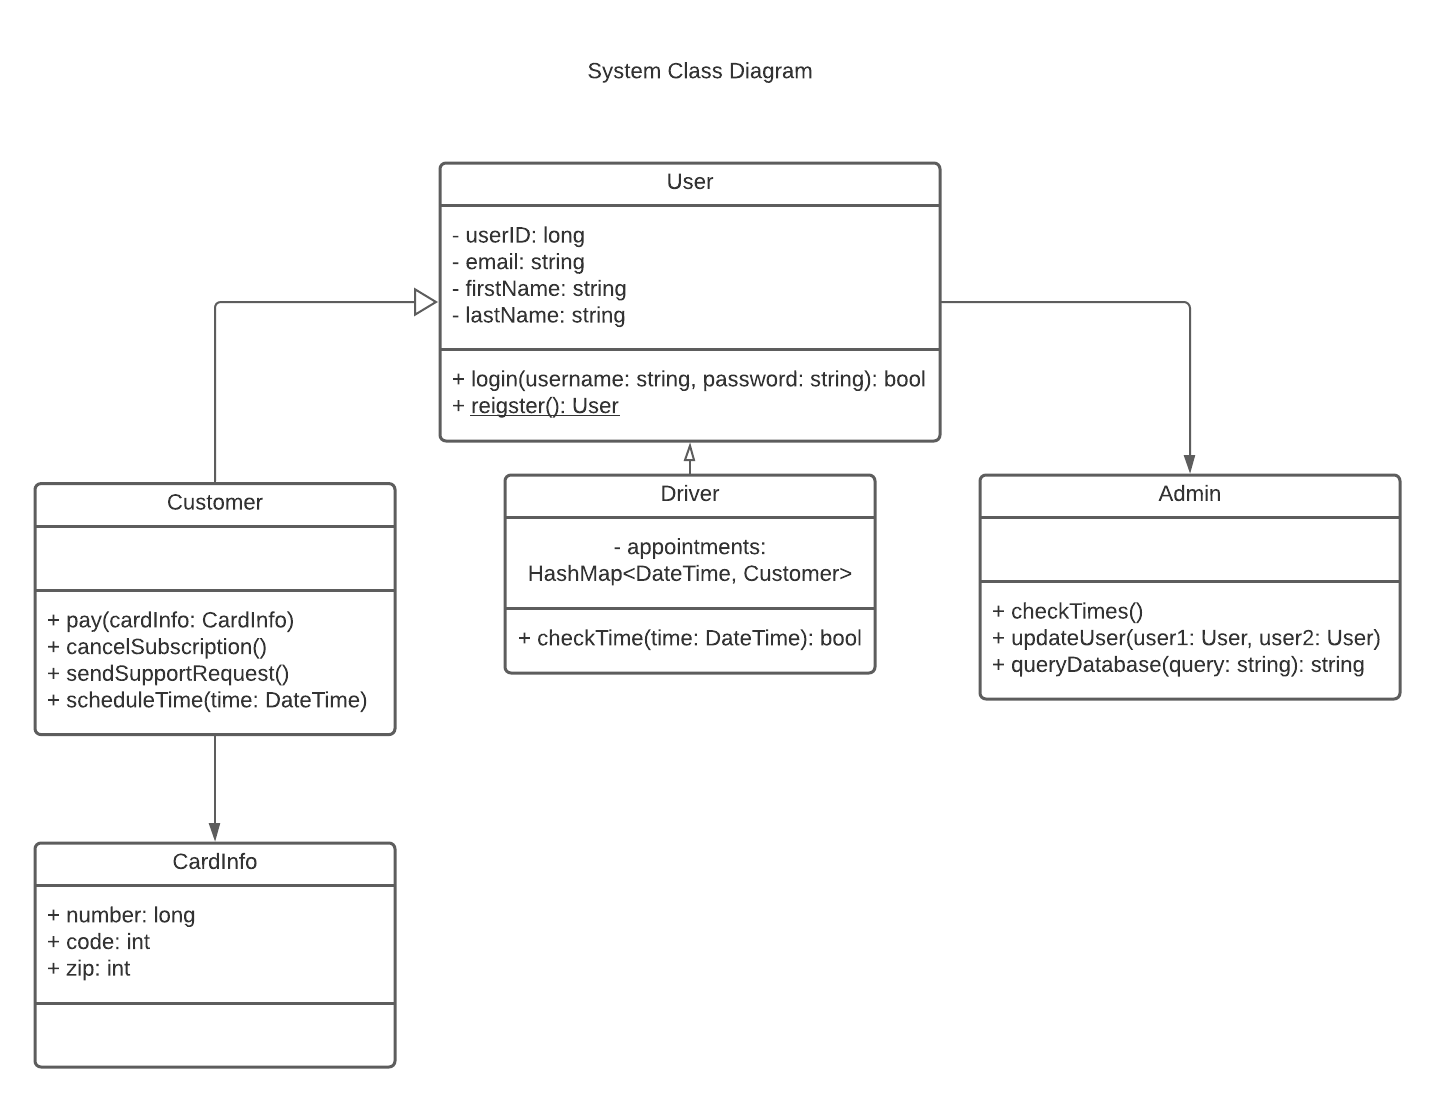 System Class Diagram
User
- userID: long
- email: string
- firstName: string
- lastName: string
+ login(username: string, password: string): bool
+ reigster(): User
Customer
+ pay(cardInfo: CardInfo)
+ cancelSubscription()
+ sendSupportRequest()
+ scheduleTime(time: DateTime)
Driver
- appointments:
HashMap<DateTime, Customer>
+ checkTime(time: DateTime): bool
Admin
+ checkTimes()
+ updateUser(user1: User, user2: User)
+ queryDatabase(query: string): string
CardInfo
+ number: long
+ code: int
+ zip: int